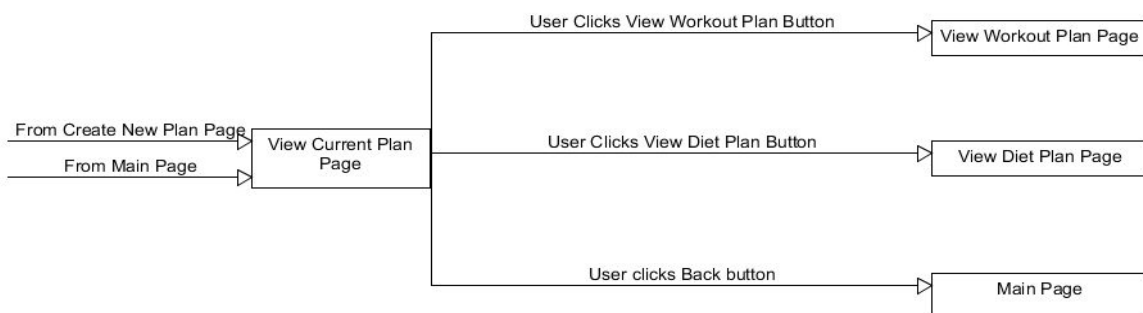 User Clicks View Workout Plan Button
View Workout Plan Page
From Create New Plan Page
View Current Plan
Page
From Main Page
User Clicks View Diet Plan Button
View Diet Plan Page
User clicks Back button
Main Page